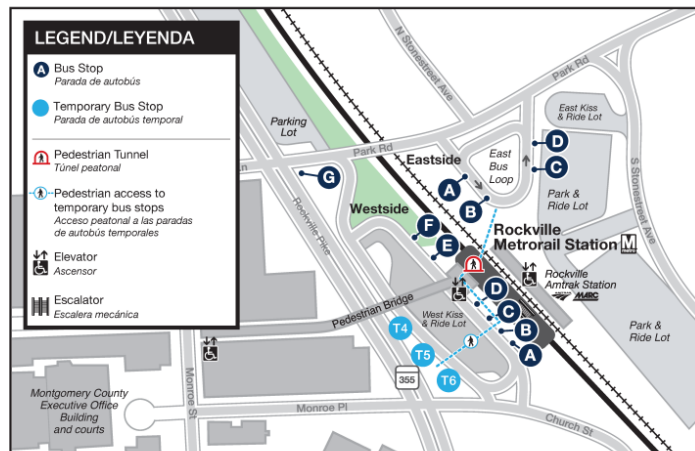 LEGEND/LEYENDA
A Bus Stop
Parada de autobús
Temporary Bus Stop
Parada de autobús temporal
Pedestrian Tunnel
Túnel peatonal
Pedestrian access to
temporary bus stops
Acceso peatonal a las paradas
de autobús temporales
Elevator
Ascensor
Escalator
Escalera mecánica
N Stonestreet Ave
Park Rd
Parking
Lot
East Kiss
& Ride Lot
Park Rd
Eastside
East
Bus
Loop
D
C
A
B
G
S Stonestreet Ave
Park &
Ride Lot
Westside
F
E
Rockville Pike
Rockville
Metrorail Station
M
Rockville
Amtrak Station
MARC
D
C
B
A
Pedestrian Bridge
West Kiss
& Ride Lot
T4
T5
T6
355
Park &
Ride Lot
Montgomery County
Executive Office
Building
and courts
Monroe St
Monroe Pl
Church St